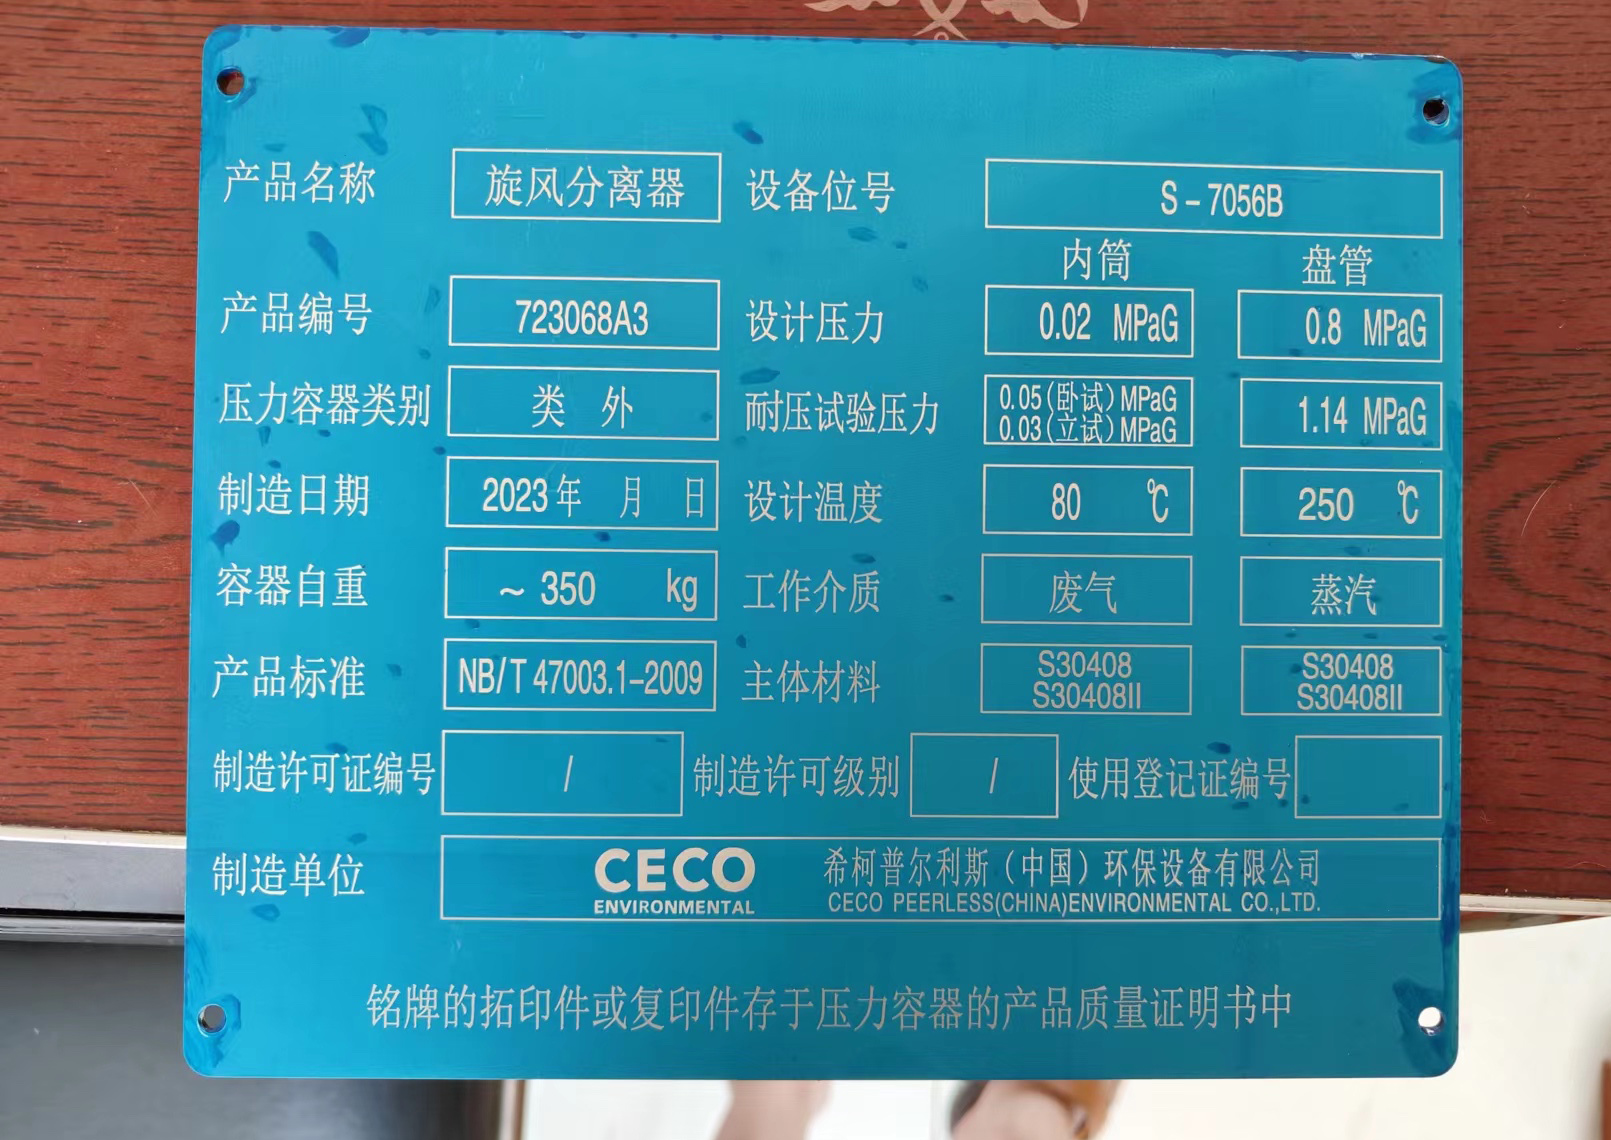 产品名称 旋风分离器 设备位号 S-7056B
内筒 盘管
产品编号 723068A3 设计压力 0.02 MPaG 0.8 MPaG
压力容器类别 类 外 耐压试验压力 0.05(卧试)MPaG 1.14 MPaG
0.03(立试)MPaG
制造日期 2023年 月 日 设计温度 80 ℃ 250 ℃
容器自重 ~350 kg 工作介质 废气 蒸汽
产品标准 NB/T 47003.1-2009 主体材料 S30408 S30408
S30408II S30408II
制造许可证编号 / 制造许可级别 / 使用登记证编号
制造单位 CECO 希柯普尔利斯（中国）环保设备有限公司
ENVIRONMENTAL CECO PEERLESS(CHINA)ENVIRONMENTAL CO.,LTD.
铭牌的拓印件或复印件存于压力容器的产品质量证明书中